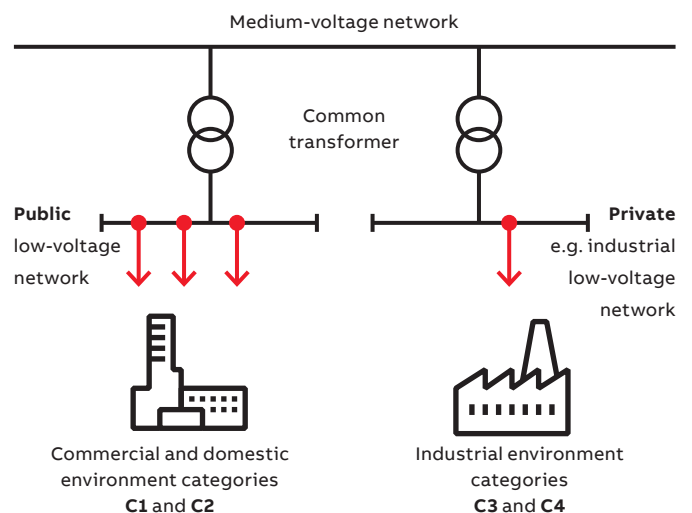 Medium-voltage network
Common
transformer
Public
low-voltage
network
Private
e.g. industrial
low-voltage
network
Commercial and domestic
environment categories
C1 and C2
Industrial environment
categories
C3 and C4